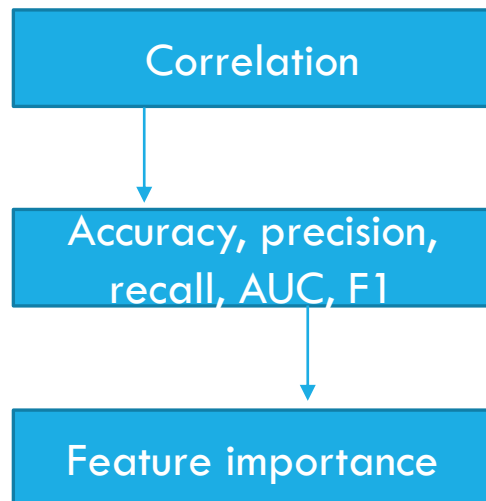 Correlation
Accuracy, precision,
recall, AUC, F1
Feature importance